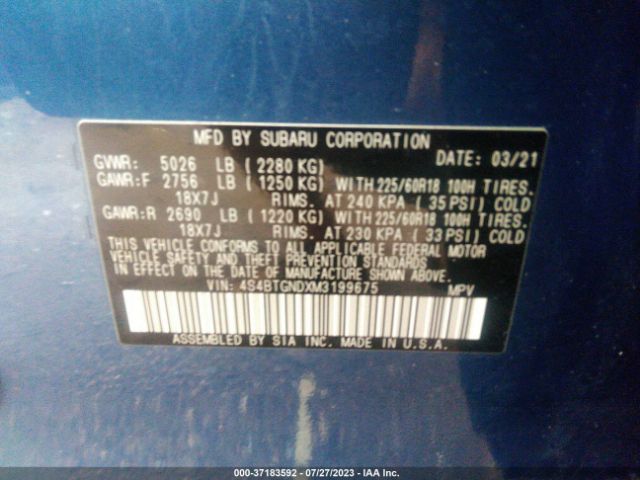 MFD BY SUBARU CORPORATION
GVWR: 5026 LB (2280 KG) DATE: 03/21
GAWR:F 2756 LB (1250 KG) WITH 225/60R18 100H TIRES.
18X7J RIMS. AT 240 KPA (35 PSI) COLD
GAWR:R 2690 LB (1220 KG) WITH 225/60R18 100H TIRES.
18X7J RIMS. AT 230 KPA (33 PSI) COLD
THIS VEHICLE CONFORMS TO ALL APPLICABLE FEDERAL MOTOR
VEHICLE SAFETY AND THEFT PREVENTION STANDARDS IN EFFECT
ON THE DATE OF MANUFACTURE SHOWN ABOVE.
VIN: 4S4BTGNDXM3199675 MPV
ASSEMBLED BY SIA INC. MADE IN U.S.A.
000-37183592 - 07/27/2023 - IAA Inc.